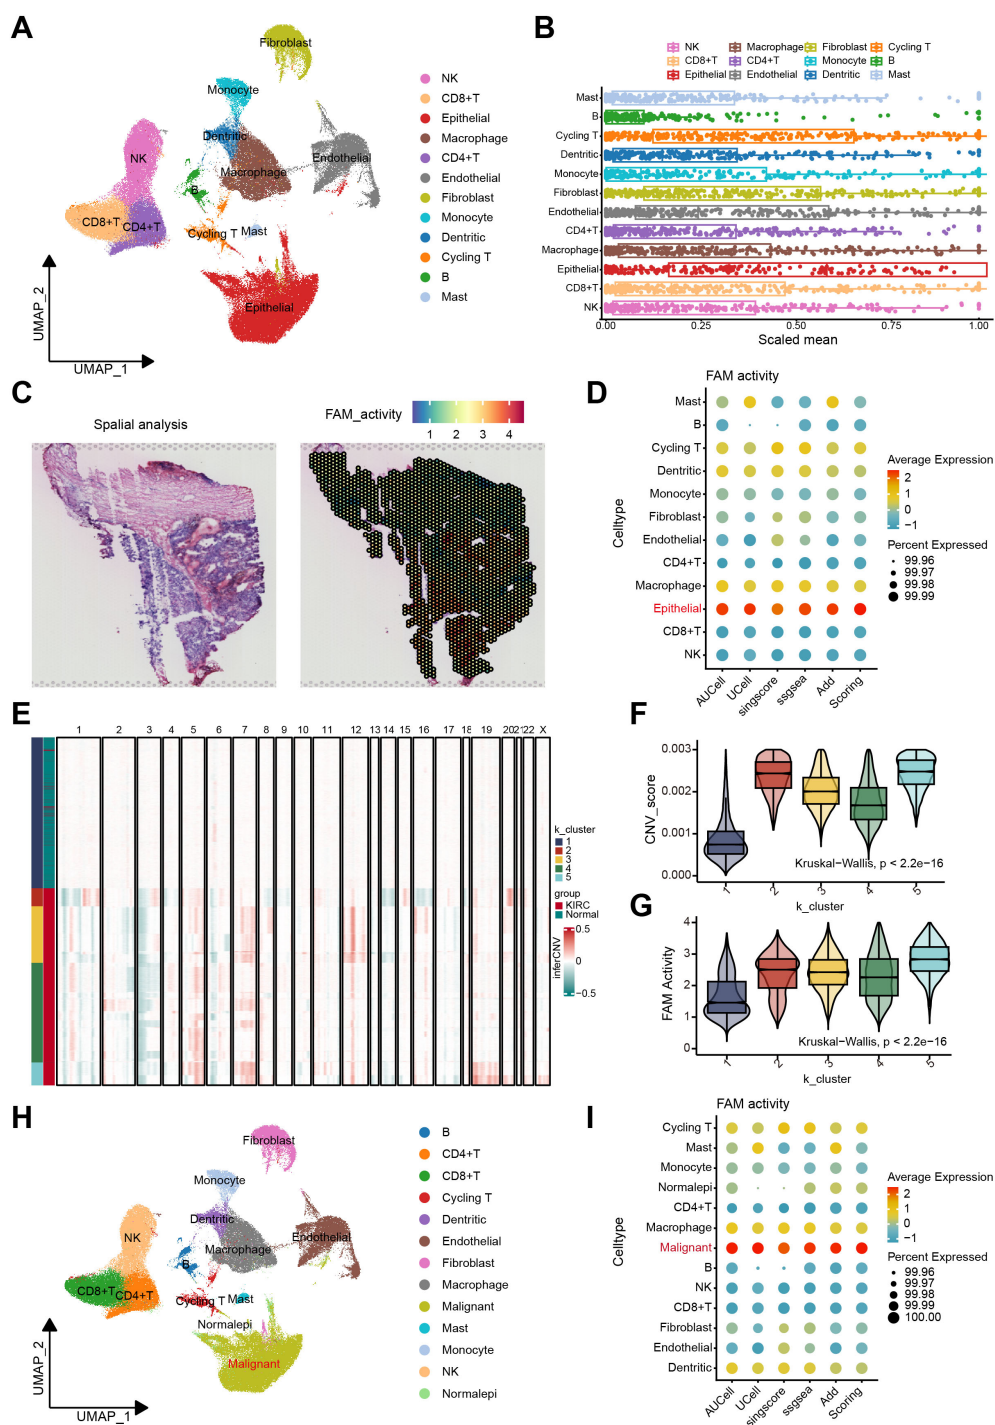 A
Fibroblast
Monocyte
Dentritic
NK
Macrophage
Endothelial
B
CD8+T
CD4+T
Cycling T
Mast
Epithelial
UMAP_2
UMAP_1
NK
CD8+T
Epithelial
Macrophage
CD4+T
Endothelial
Fibroblast
Monocyte
Dentritic
Cycling T
B
Mast
B
NK Macrophage Fibroblast Cycling T
CD8+T CD4+T Monocyte B
Epithelial Endothelial Dentritic Mast
Mast
B
Cycling T
Dentritic
Monocyte
Fibroblast
Endothelial
CD4+T
Macrophage
Epithelial
CD8+T
NK
0.00 0.25 0.50 0.75 1.00
Scaled mean
C
Spalial analysis
FAM_activity
1 2 3 4
D
FAM activity
Celltype
Mast
B
Cycling T
Dentritic
Monocyte
Fibroblast
Endothelial
CD4+T
Macrophage
Epithelial
CD8+T
NK
AUCell UCell singscore ssgsea Add Scoring
Average Expression
2
1
0
−1
Percent Expressed
99.96
99.97
99.98
99.99
E
1 2 3 4 5 6 7 8 9 10 11 12 13 14 15 16 17 18 19 20 21 22 X
k_cluster
1
2
3
4
5
group
KIRC
Normal
inferCNV
0.5
0
−0.5
F
CNV_score
0.003
0.002
0.001
0.000
Kruskal−Wallis, p < 2.2e−16
1 2 3 4 5
k_cluster
G
FAM Activity
4
3
2
1
0
Kruskal−Wallis, p < 2.2e−16
1 2 3 4 5
k_cluster
H
Fibroblast
Monocyte
Dentritic
NK
Macrophage
Endothelial
B
CD8+T
CD4+T
Cycling T
Mast
Normalepi
Malignant
UMAP_2
UMAP_1
B
CD4+T
CD8+T
Cycling T
Dentritic
Endothelial
Fibroblast
Macrophage
Malignant
Mast
Monocyte
NK
Normalepi
I
FAM activity
Celltype
Cycling T
Mast
Monocyte
Normalepi
CD4+T
Macrophage
Malignant
B
NK
CD8+T
Fibroblast
Endothelial
Dentritic
AUCell UCell singscore ssgsea Add Scoring
Average Expression
2
1
0
−1
Percent Expressed
99.96
99.97
99.98
99.99
100.00